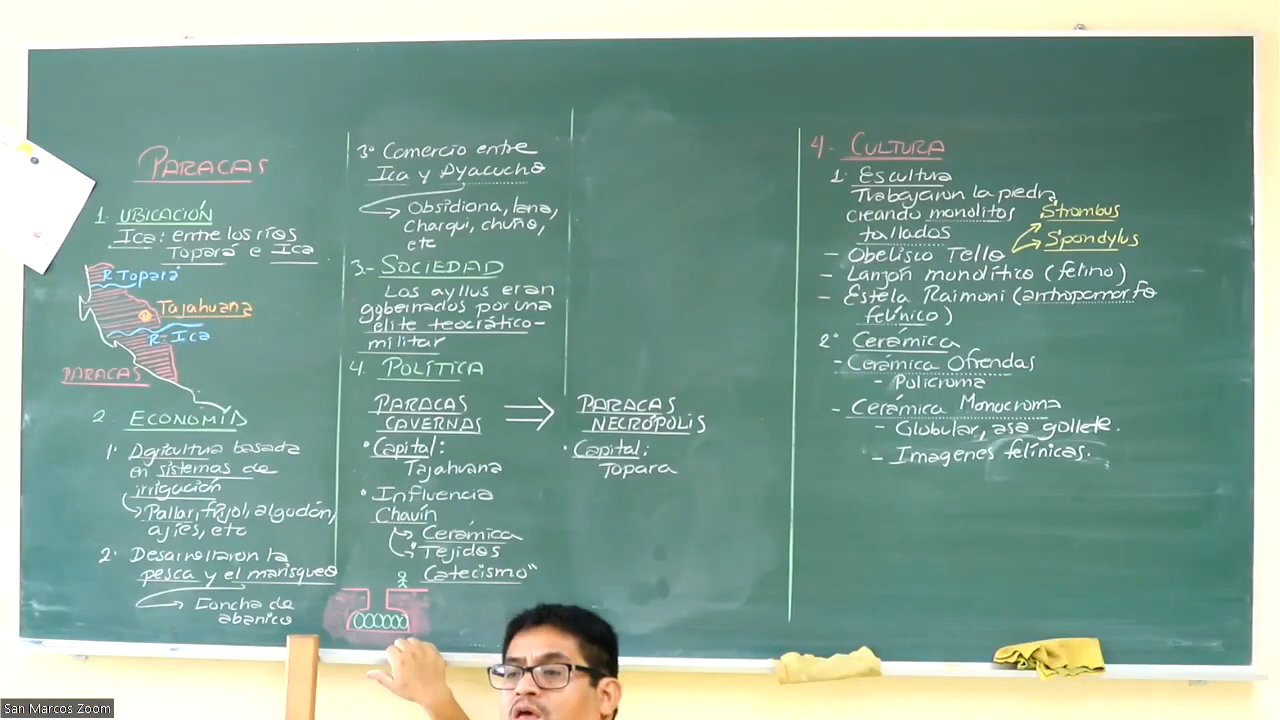 PARACAS
1. UBICACIÓN
Ica: entre los ríos
Topará e Ica
R Topará
Tajahuana
R- Ica
PARACAS
2 ECONOMIA
1° Agricultura basada
en sistemas de
irrigación
Pallar, frijol, algodón,
ajíes, etc
2° Desarrollaron la
pesca y el marisqueo
Concha de
abanico
3° Comercio entre
Ica y Ayacucho
Obsidiana, lana,
charqui, chuño,
etc
3.- SOCIEDAD
Los ayllus eran
gobernados por una
élite teocrático-
militar
4. POLÍTICA
PARACAS
CAVERNAS
• Capital:
Tajahuana
• Influencia
Chavín
Cerámica
"Tejidos
Catecismo"
PARACAS
NECRÓPOLIS
• Capital:
Topara
4.- CULTURA
1. Escultura
Trabajaron la piedra
creando monolitos
tallados
- Obelisco Tello
Strombus
Spondylus
- Lanzón monolítico (felino)
- Estela Raimoni (antropomorfo
felínico)
2° Cerámica
- Cerámica Ofrendas
- Policroma
- Cerámica Monocroma
- Globular, asa gollete.
- Imagenes felínicas.
San Marcos Zoom